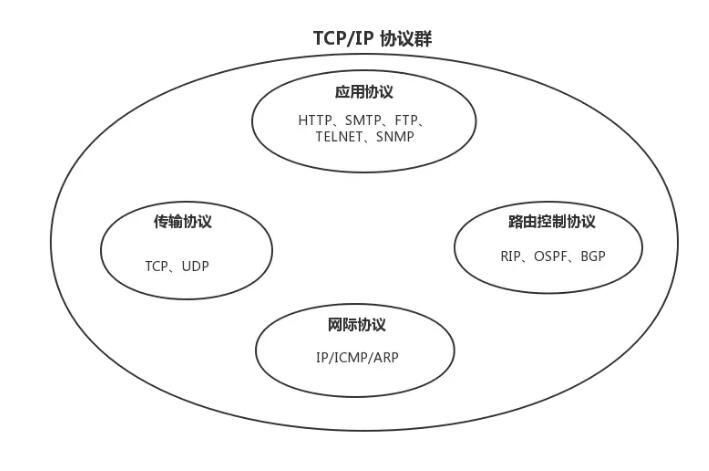 TCP/IP 协议群
应用协议
HTTP、SMTP、FTP、
TELNET、SNMP
传输协议
TCP、UDP
路由控制协议
RIP、OSPF、BGP
网际协议
IP/ICMP/ARP